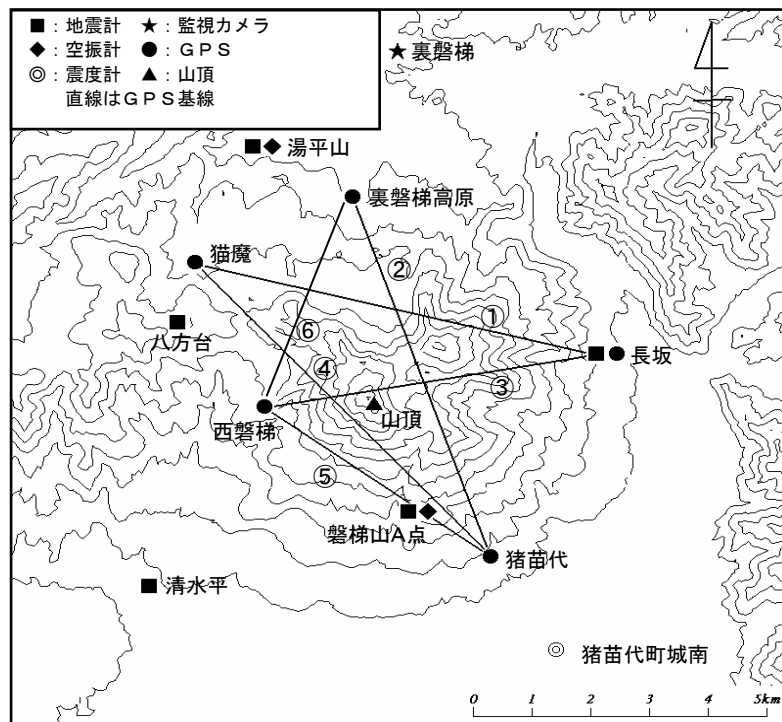 ■：地震計 ★：監視カメラ
◆：空振計 ●：ＧＰＳ
◎：震度計 ▲：山頂
直線はＧＰＳ基線
★裏磐梯
■◆湯平山
裏磐梯高原
猫魔
②
①
⑥
八方台
長坂
④
③
西磐梯
山頂
⑤
磐梯山A点
猪苗代
清水平
◎ 猪苗代町城南
0 1 2 3 4 5km